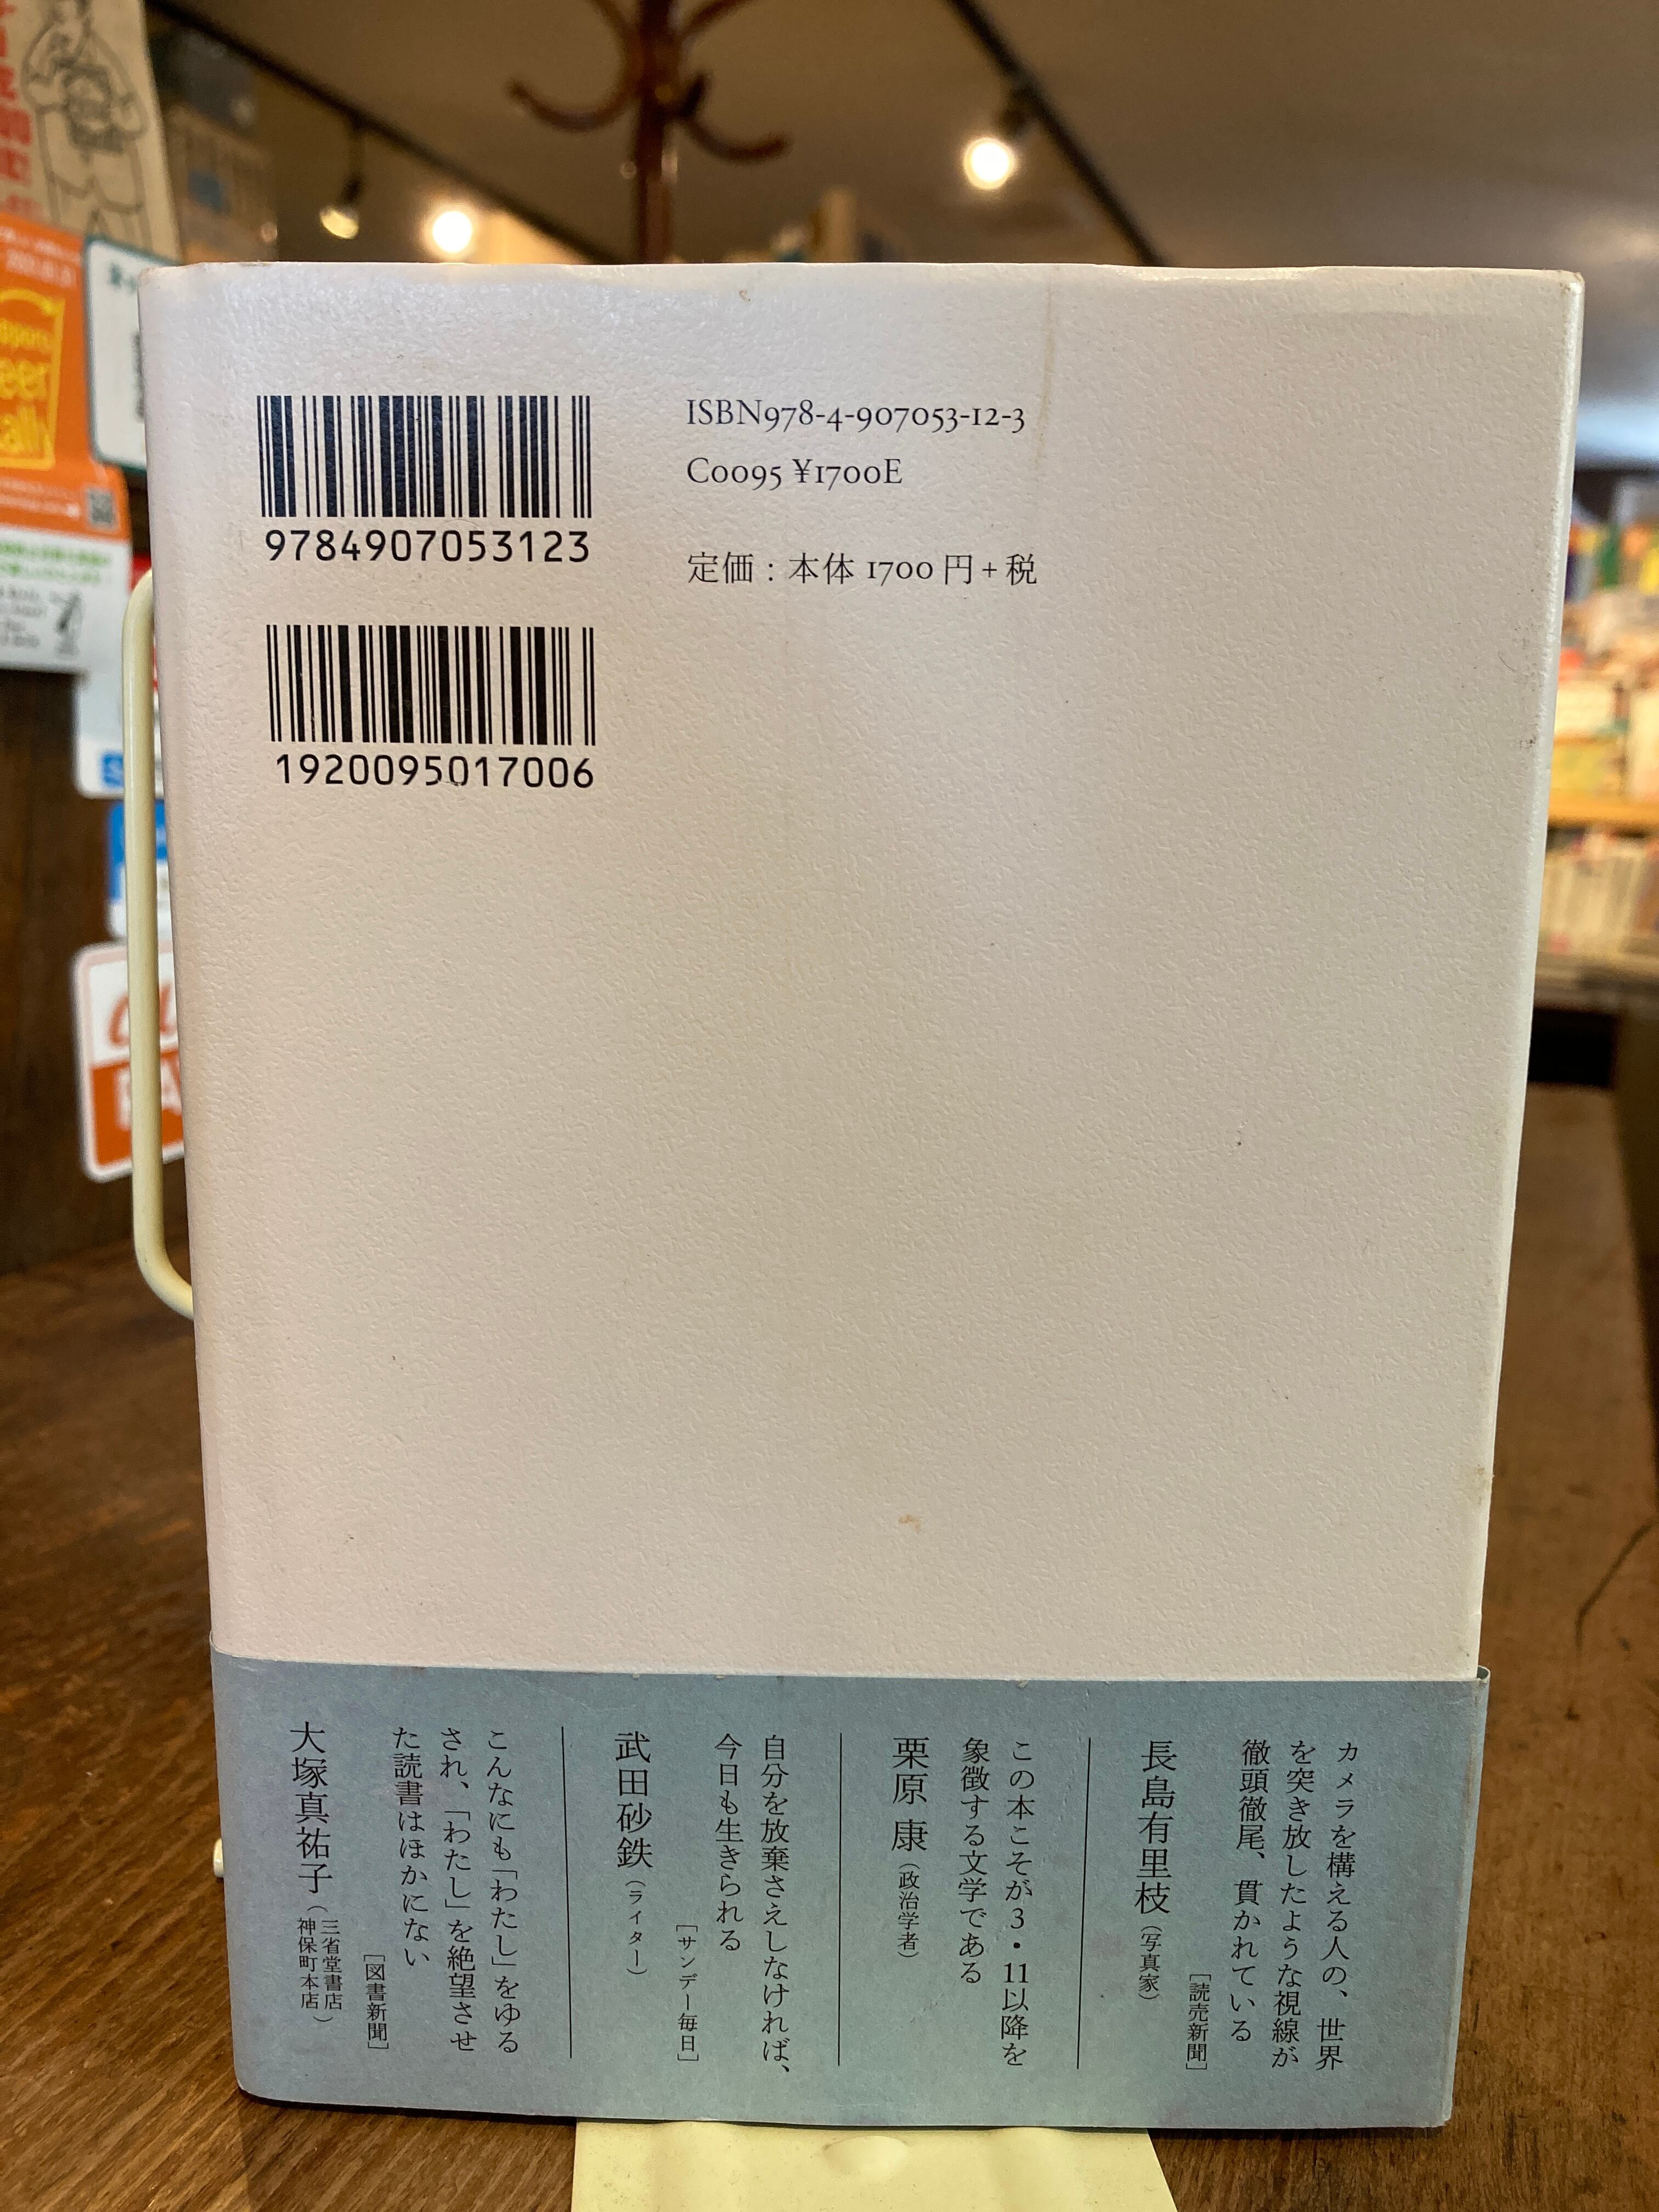 ISBN978-4-907053-12-3
C0095 ¥1700E
9784907053123
定価：本体 1700 円＋税
1920095017006
カメラを構える人の、世界
を突き放したような視線が
徹頭徹尾、貫かれている
［読売新聞］
長島有里枝（写真家）
この本こそが3・11以降を
象徴する文学である
栗原 康（政治学者）
自分を放棄さえしなければ、
今日も生きられる
［サンデー毎日］
武田砂鉄（ライター）
こんなにも「わたし」をゆる
され、「わたし」を絶望させ
た読書はほかにない
［図書新聞］
大塚真祐子（三省堂書店
神保町本店）